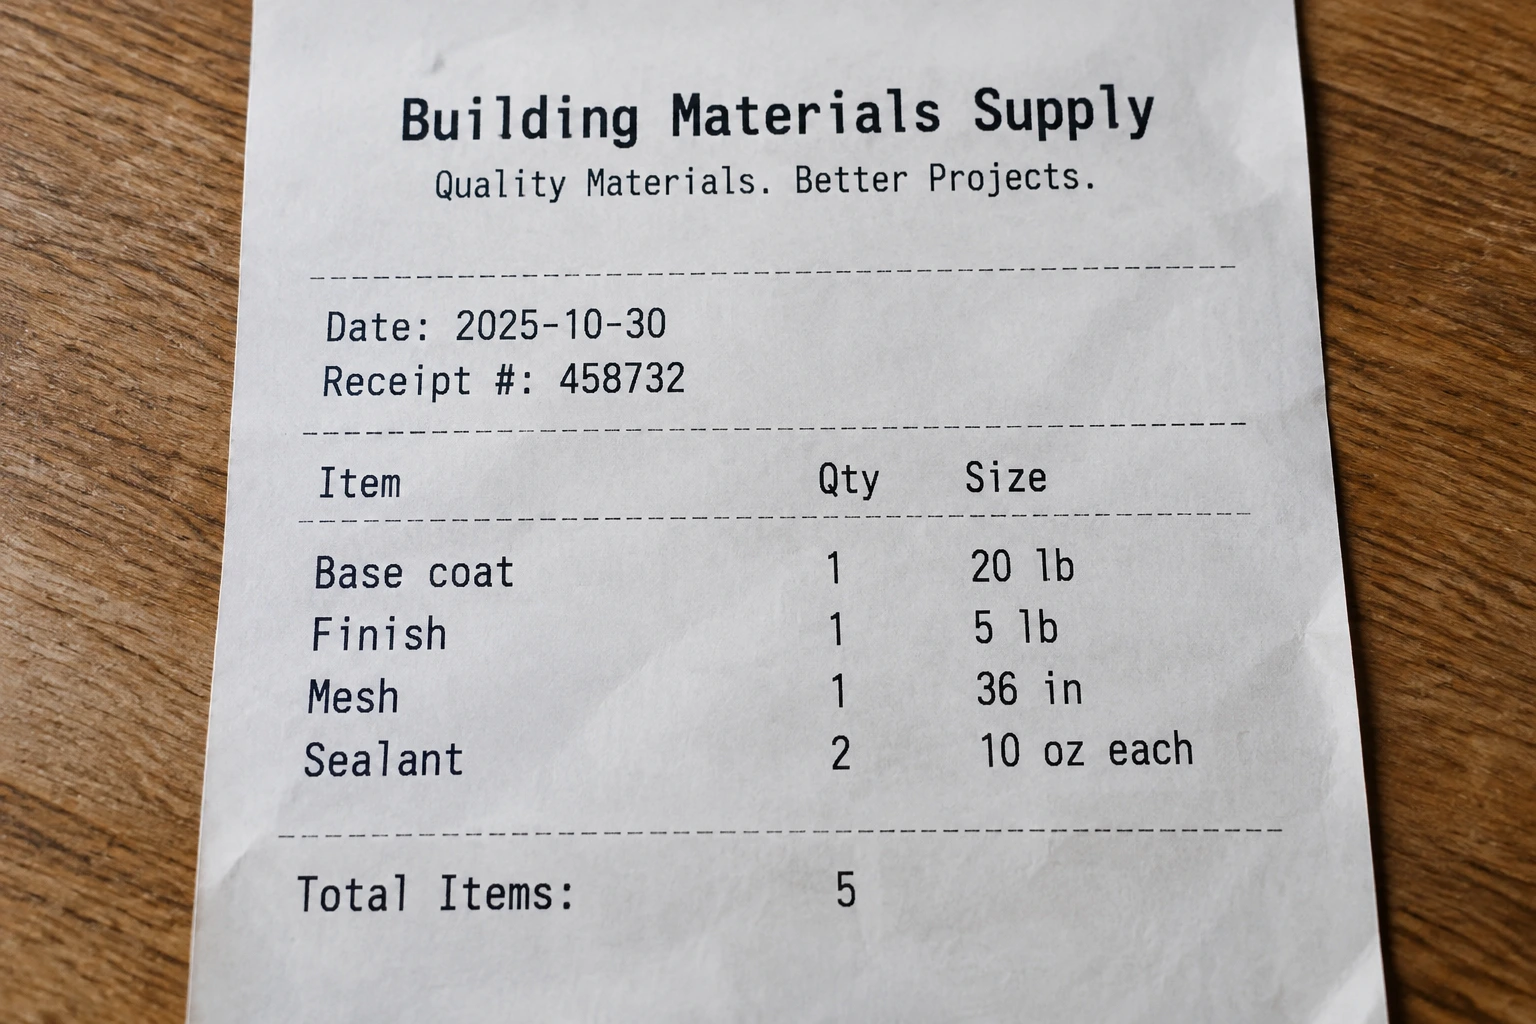 Building Materials Supply
Quality Materials. Better Projects.
Date: 2025-10-30
Receipt #: 458732
Item Qty Size
Base coat 1 20 lb
Finish 1 5 lb
Mesh 1 36 in
Sealant 2 10 oz each
Total Items: 5